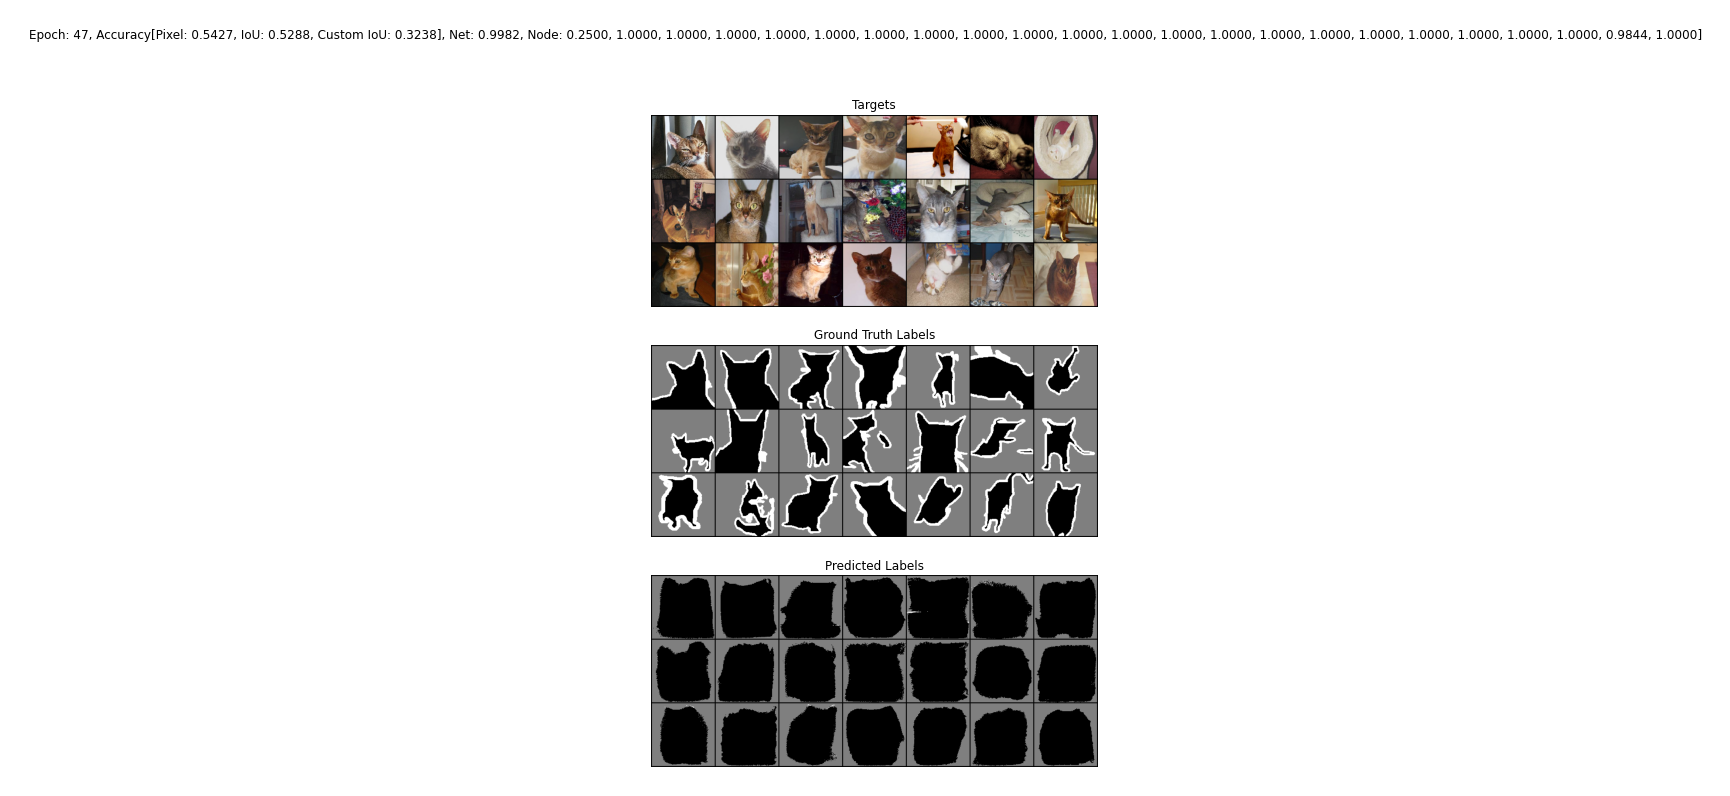 Epoch: 47, Accuracy[Pixel: 0.5427, IoU: 0.5288, Custom IoU: 0.3238], Net: 0.9982, Node: 0.2500, 1.0000, 1.0000, 1.0000, 1.0000, 1.0000, 1.0000, 1.0000, 1.0000, 1.0000, 1.0000, 1.0000, 1.0000, 1.0000, 1.0000, 1.0000, 1.0000, 1.0000, 1.0000, 1.0000, 1.0000, 0.9844, 1.0000]
Targets
Ground Truth Labels
Predicted Labels